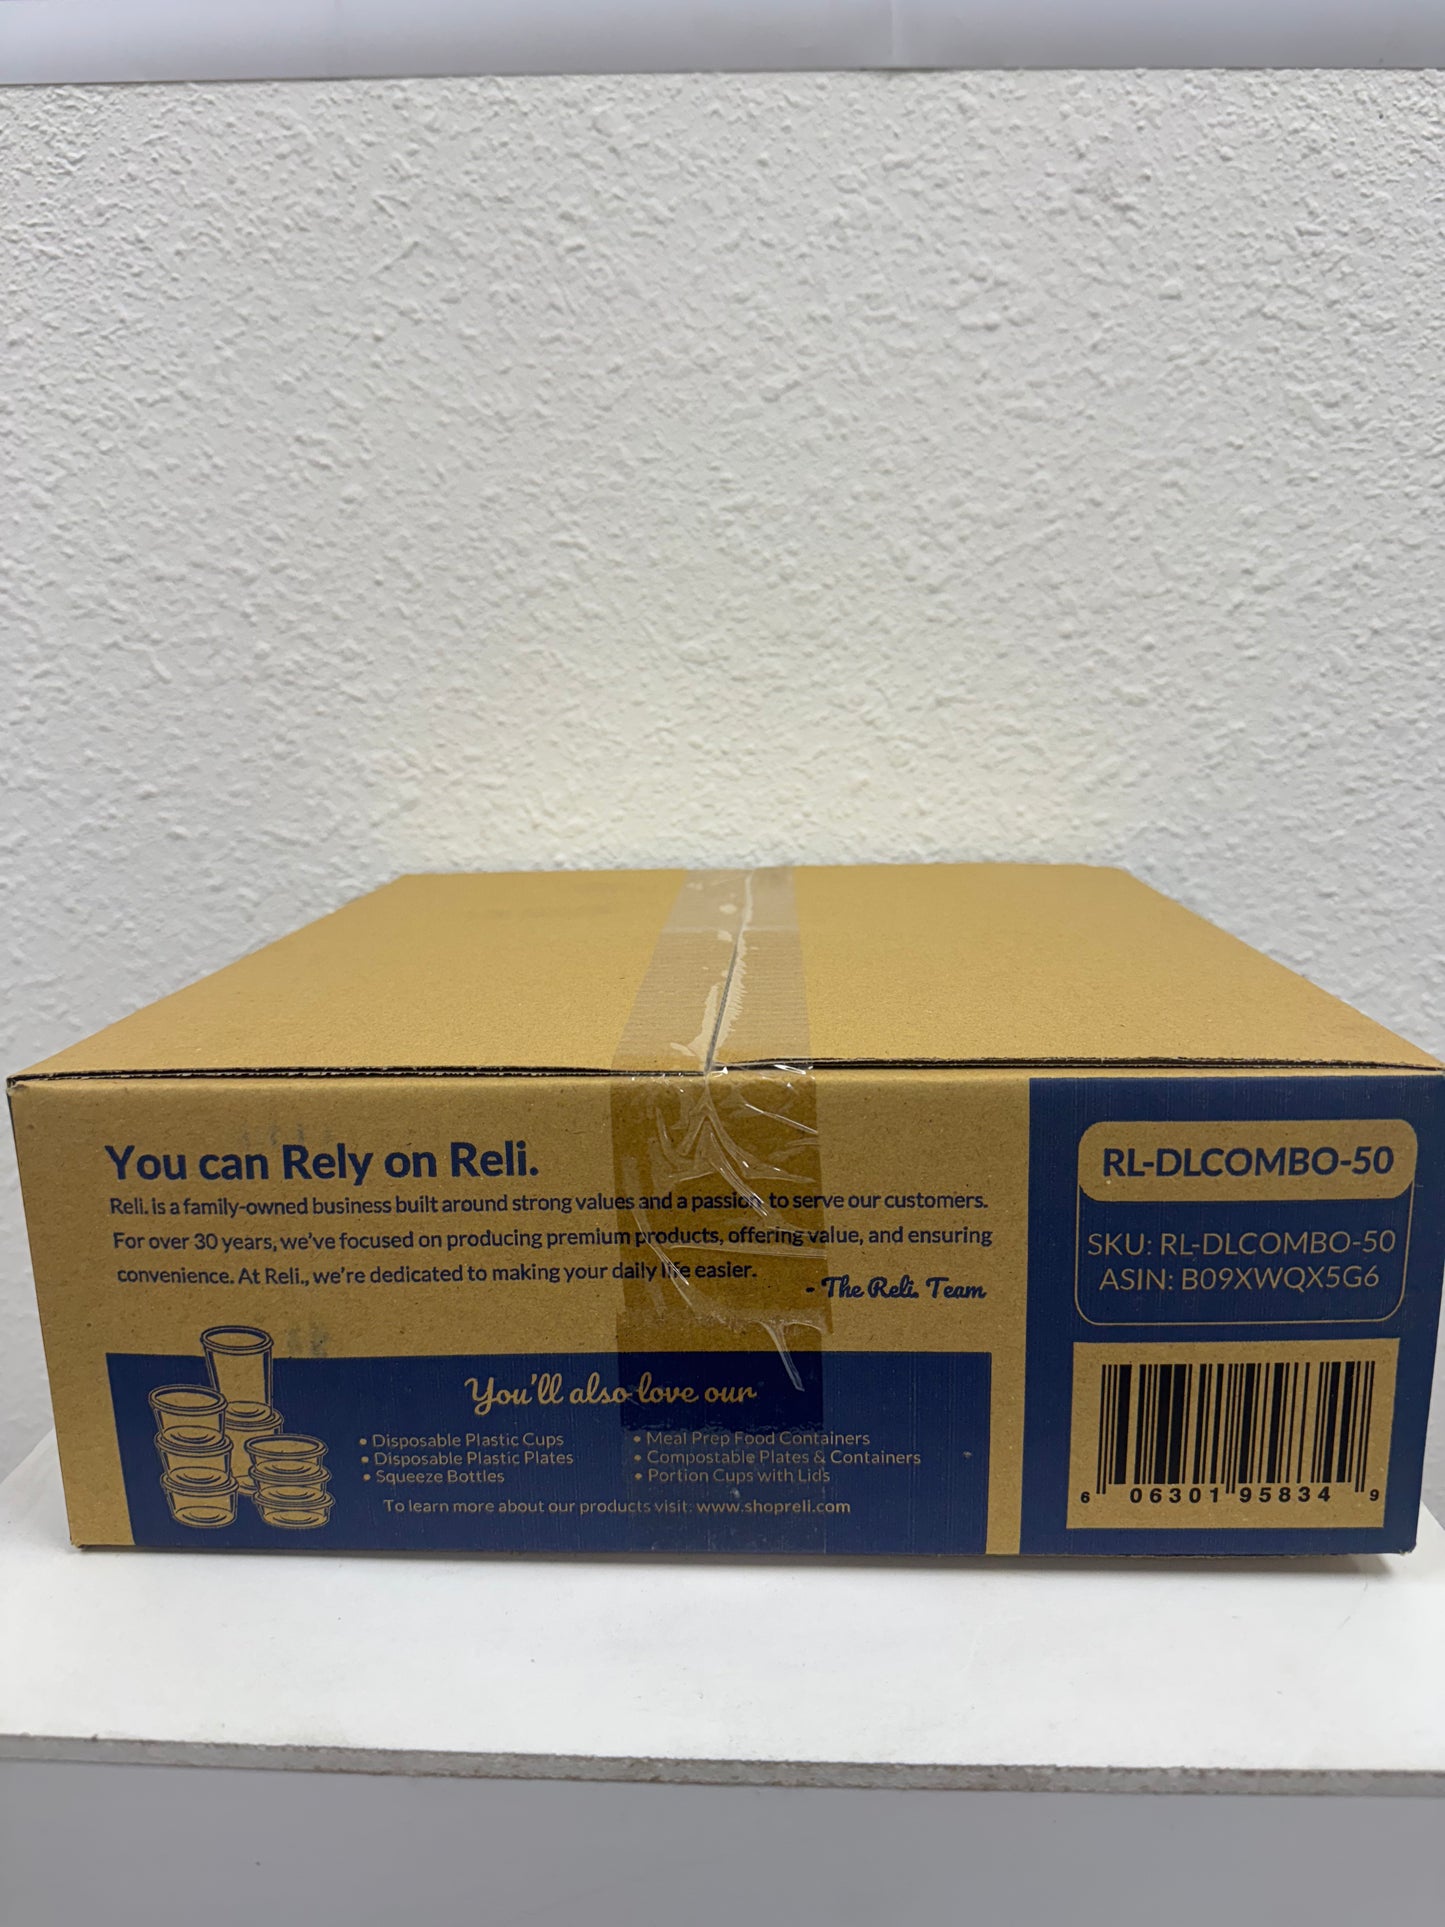 You can Rely on Reli.
Reli. is a family-owned business built around strong values and a passion to serve our customers.
For over 30 years, we've focused on producing premium products, offering value, and ensuring
convenience. At Reli., we're dedicated to making your daily life easier.
- The Reli. Team
You'll also love our
• Disposable Plastic Cups
• Disposable Plastic Plates
• Squeeze Bottles
• Meal Prep Food Containers
• Compostable Plates & Containers
• Portion Cups with Lids
To learn more about our products visit: www.shopreli.com
RL-DLCOMBO-50
SKU: RL-DLCOMBO-50
ASIN: B09XWQX5G6
6 06301 95834 9